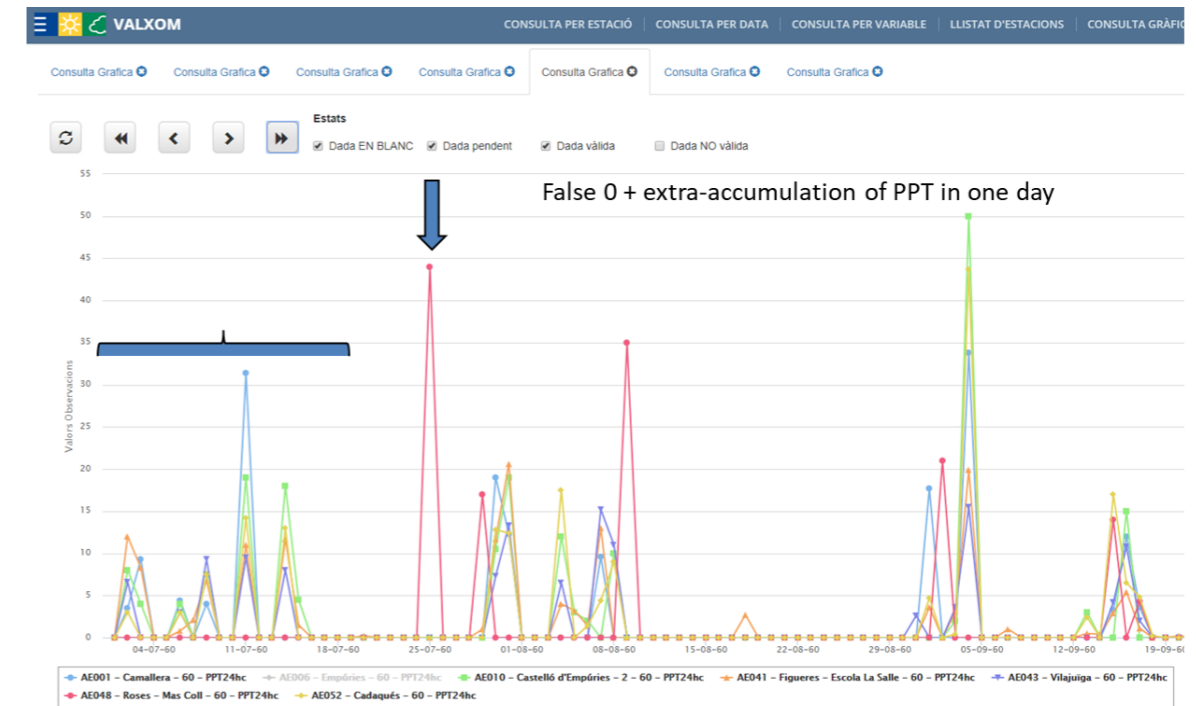 VALXOM
CONSULTA PER ESTACIÓ CONSULTA PER DATA CONSULTA PER VARIABLE LLISTAT D'ESTACIONS CONSULTA GRÀFIC
Consulta Grafica Consulta Grafica Consulta Grafica Consulta Grafica Consulta Grafica Consulta Grafica Consulta Grafica
Estats
Dada EN BLANC Dada pendent Dada vàlida Dada NO vàlida
False 0 + extra-accumulation of PPT in one day
55
50
45
40
35
30
25
20
15
10
5
0
Valors Observacions
04-07-60 11-07-60 18-07-60 25-07-60 01-08-60 08-08-60 15-08-60 22-08-60 29-08-60 05-09-60 12-09-60 19-09-60
AE001 - Camallera - 60 - PPT24hc AE006 - Empúries - 60 - PPT24hc AE010 - Castelló d'Empúries - 2 - 60 - PPT24hc AE041 - Figueres - Escola La Salle - 60 - PPT24hc AE043 - Vilajuïga - 60 - PPT24hc
AE048 - Roses - Mas Coll - 60 - PPT24hc AE052 - Cadaqués - 60 - PPT24hc